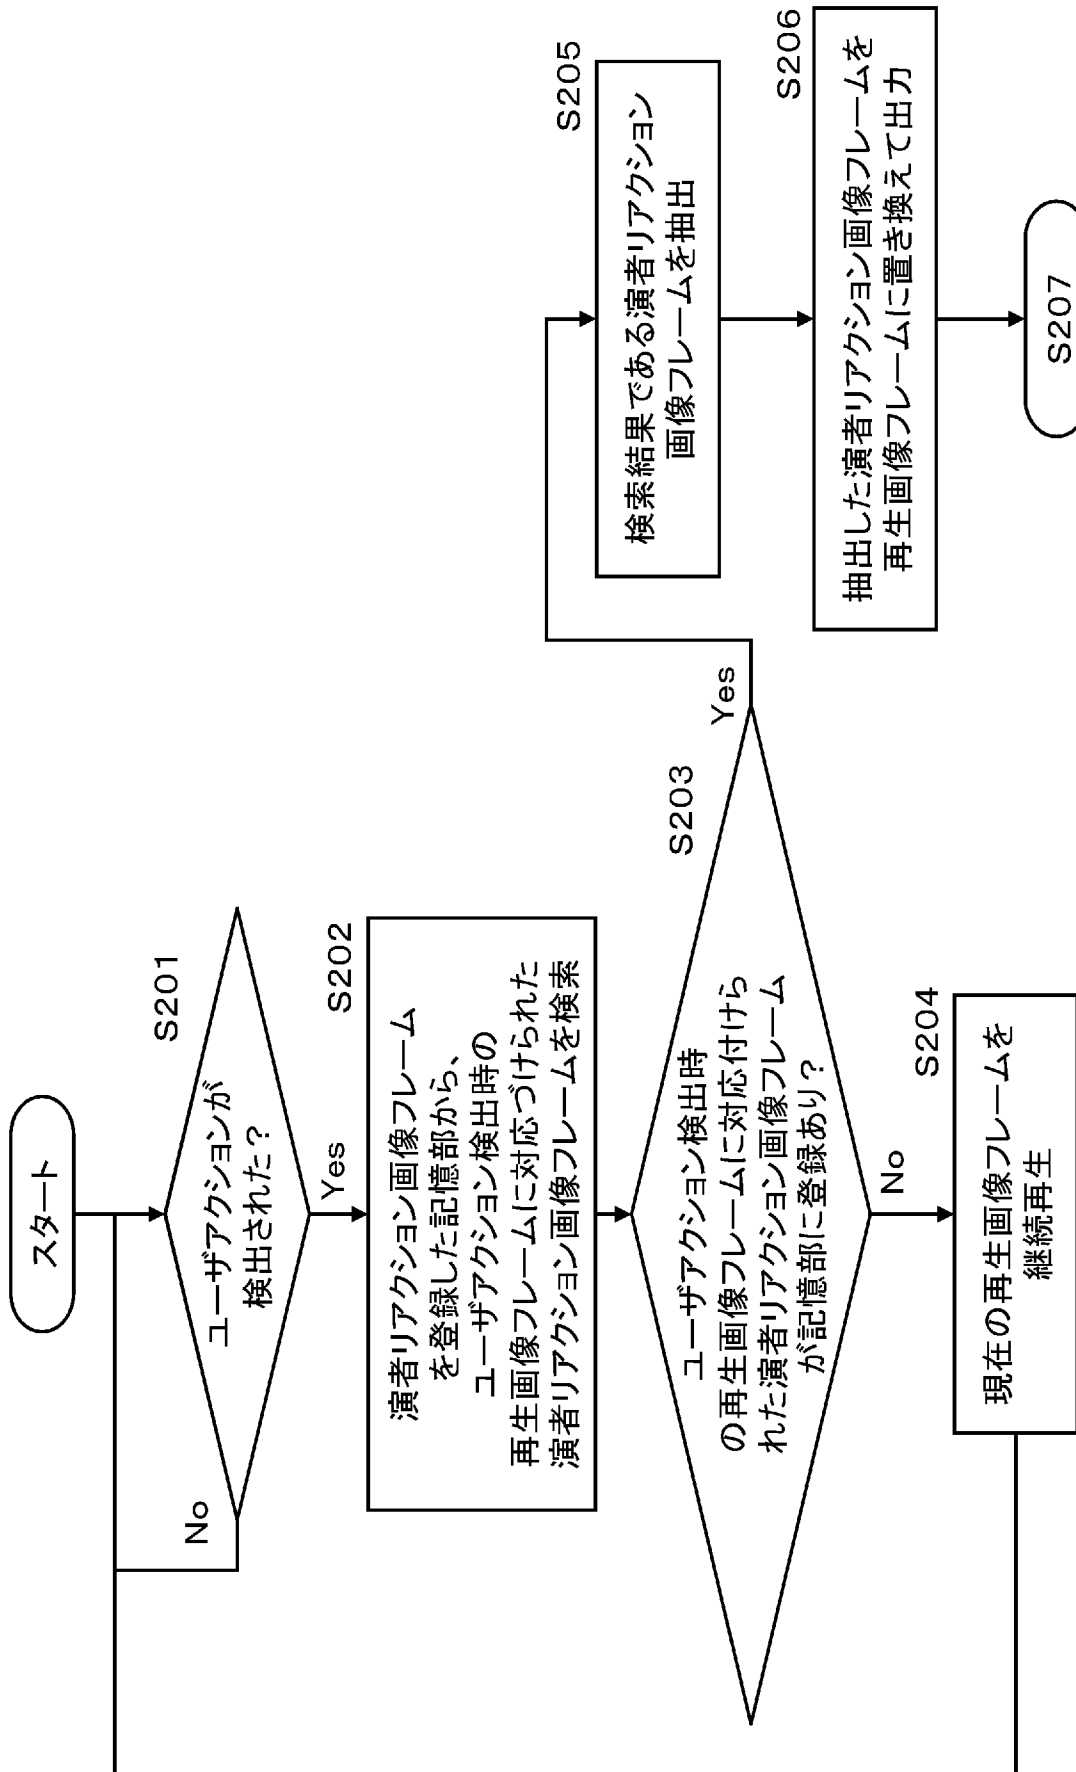 スタート
S201
ユーザアクションが
検出された？
No
Yes
S202
演者リアクション画像フレーム
を登録した記憶部から、
ユーザアクション検出時の
再生画像フレームに対応づけられた
演者リアクション画像フレームを検索
S203
ユーザアクション検出時
の再生画像フレームに対応付けら
れた演者リアクション画像フレーム
が記憶部に登録あり？
Yes
No
S204
現在の再生画像フレームを
継続再生
S205
検索結果である演者リアクション
画像フレームを抽出
S206
抽出した演者リアクション画像フレームを
再生画像フレームに置き換えて出力
S207